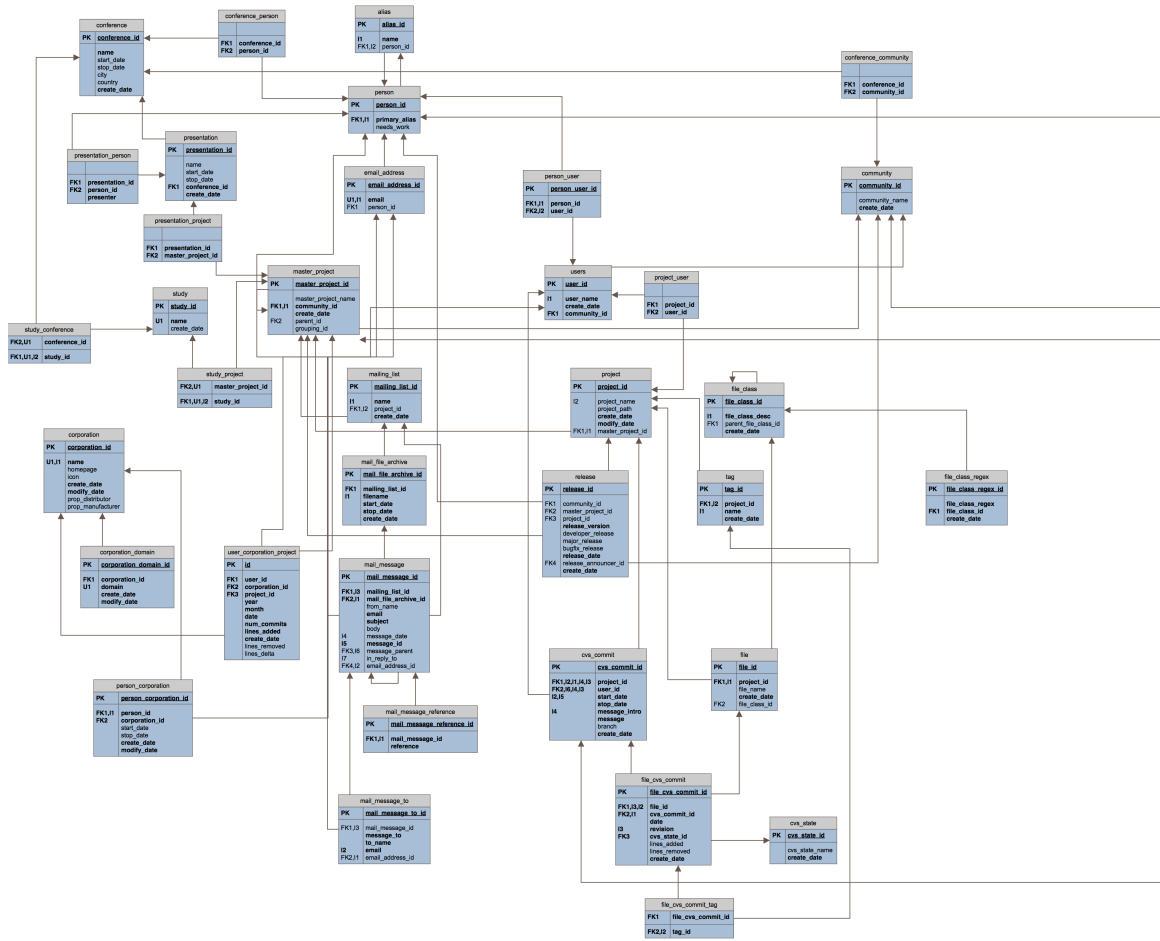 conference
PK conference_id
name
start_date
stop_date
city
country
create_date
conference_person
FK1 conference_id
FK2 person_id
alias
PK alias_id
I1 name
FK1,I2 person_id
conference_community
FK1 conference_id
FK2 community_id
person
PK person_id
FK1,I1 primary_alias
needs_work
presentation
PK presentation_id
name
start_date
stop_date
FK1 conference_id
create_date
presentation_person
FK1 presentation_id
FK2 person_id
presenter
email_address
PK email_address_id
U1,I1 email
FK1 person_id
person_user
PK person_user_id
FK1,I1 person_id
FK2,I2 user_id
community
PK community_id
community_name
create_date
presentation_project
FK1 presentation_id
FK2 master_project_id
master_project
PK master_project_id
master_project_name
FK1,I1 community_id
create_date
FK2 parent_id
grouping_id
users
PK user_id
I1 user_name
create_date
FK1 community_id
project_user
FK1 project_id
FK2 user_id
study
PK study_id
U1 name
create_date
study_conference
FK2,U1 conference_id
FK1,U1,I2 study_id
study_project
FK2,U1 master_project_id
FK1,U1,I2 study_id
mailing_list
PK mailing_list_id
I1 name
FK1,I2 project_id
create_date
project
PK project_id
I2 project_name
project_path
create_date
modify_date
FK1,I1 master_project_id
file_class
PK file_class_id
I1 file_class_desc
FK1 parent_file_class_id
create_date
corporation
PK corporation_id
U1,I1 name
homepage
icon
create_date
modify_date
prop_distributor
prop_manufacturer
mail_file_archive
PK mail_file_archive_id
FK1 mailing_list_id
I1 filename
start_date
stop_date
create_date
release
PK release_id
FK1 community_id
FK2 master_project_id
FK3 project_id
release_version
developer_release
major_release
bugfix_release
release_date
FK4 release_announcer_id
create_date
tag
PK tag_id
FK1,I2 project_id
I1 name
create_date
file_class_regex
PK file_class_regex_id
file_class_regex
FK1 file_class_id
create_date
corporation_domain
PK corporation_domain_id
FK1 corporation_id
U1 domain
create_date
modify_date
user_corporation_project
PK id
FK1 user_id
FK2 corporation_id
FK3 project_id
year
month
date
num_commits
lines_added
create_date
lines_removed
lines_delta
mail_message
PK mail_message_id
FK1,I3 mailing_list_id
FK2,I1 mail_file_archive_id
from_name
email
subject
body
I4 message_date
I5 message_id
FK3,I6 message_parent
I7 in_reply_to
FK4,I2 email_address_id
cvs_commit
PK cvs_commit_id
FK1,I2,I1,I4,I3 project_id
FK2,I6,I4,I3 user_id
I2,I5 start_date
stop_date
I4 message_intro
message
branch
create_date
file
PK file_id
FK1,I1 project_id
file_name
create_date
FK2 file_class_id
person_corporation
PK person_corporation_id
FK1,I1 person_id
FK2 corporation_id
start_date
stop_date
create_date
modify_date
mail_message_reference
PK mail_message_reference_id
FK1,I1 mail_message_id
reference
file_cvs_commit
PK file_cvs_commit_id
FK1,I3,I2 file_id
FK2,I1 cvs_commit_id
date
I3 revision
FK3 cvs_state_id
lines_added
lines_removed
create_date
mail_message_to
PK mail_message_to_id
FK1,I3 mail_message_id
message_to
to_name
I2 email
FK2,I1 email_address_id
cvs_state
PK cvs_state_id
cvs_state_name
create_date
file_cvs_commit_tag
FK1 file_cvs_commit_id
FK2,I2 tag_id